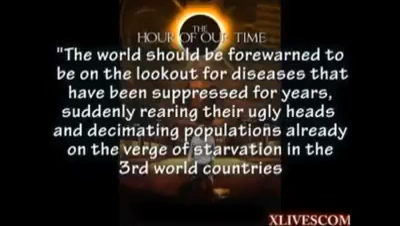 THE
HOUR OF OUR TIME
"The world should be forewarned to
be on the lookout for diseases that
have been suppressed for years,
suddenly rearing their ugly heads
and decimating populations already
on the verge of starvation in the
3rd world countries
XLIVESCOM